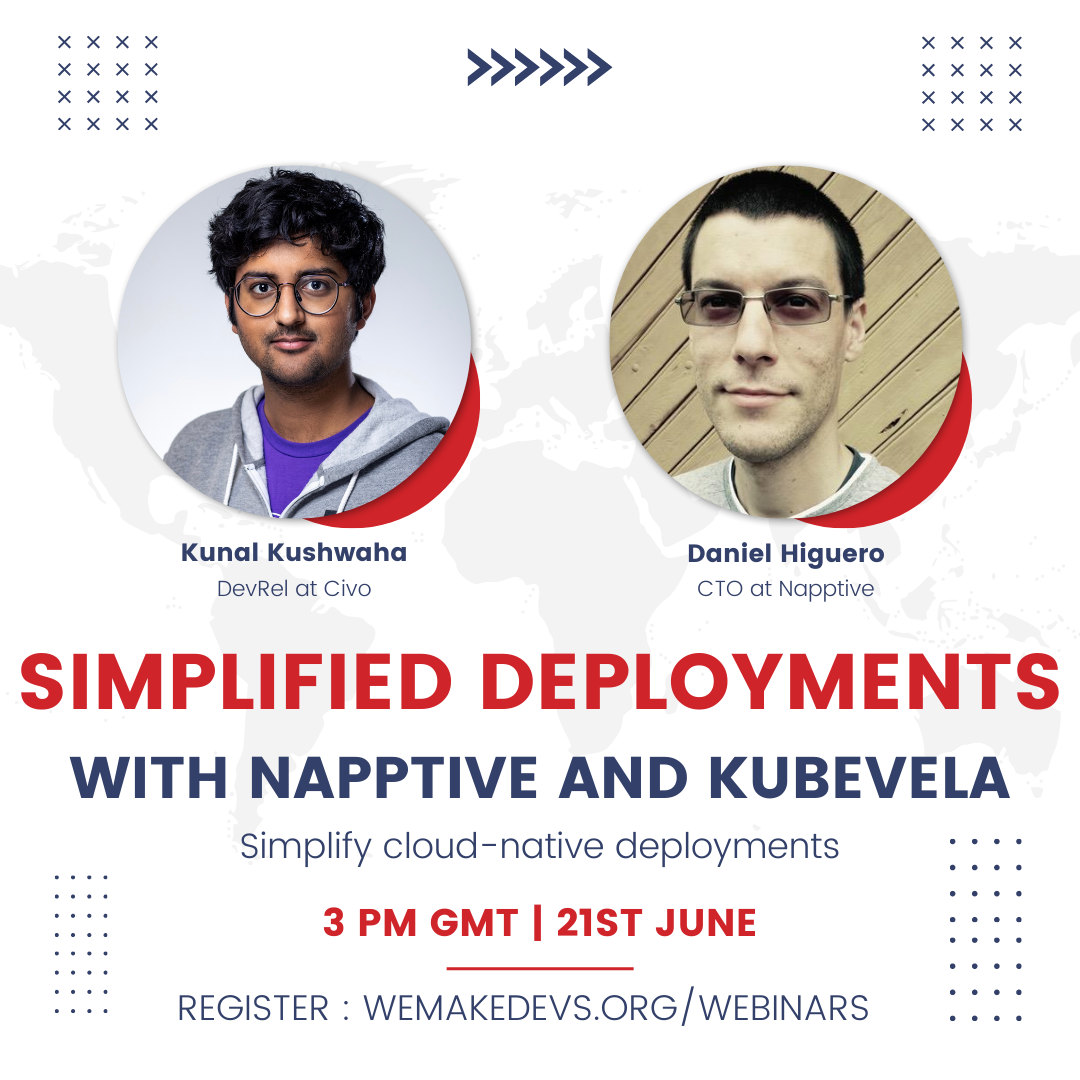 Kunal Kushwaha
DevRel at Civo
Daniel Higuero
CTO at Napptive
SIMPLIFIED DEPLOYMENTS
WITH NAPPTIVE AND KUBEVELA
Simplify cloud-native deployments
3 PM GMT | 21ST JUNE
REGISTER : WEMAKEDEVS.ORG/WEBINARS